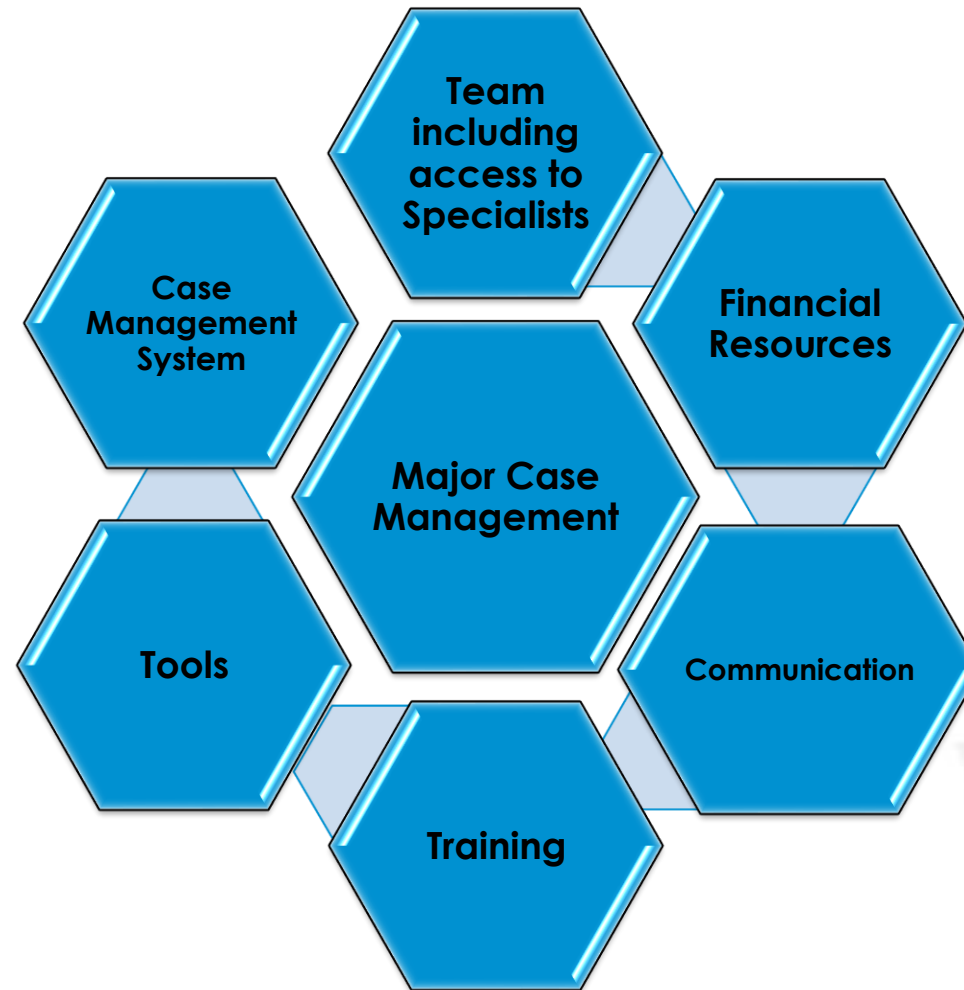 Team
including
access to
Specialists
Case
Management
System
Financial
Resources
Major Case
Management
Tools
Communication
Training